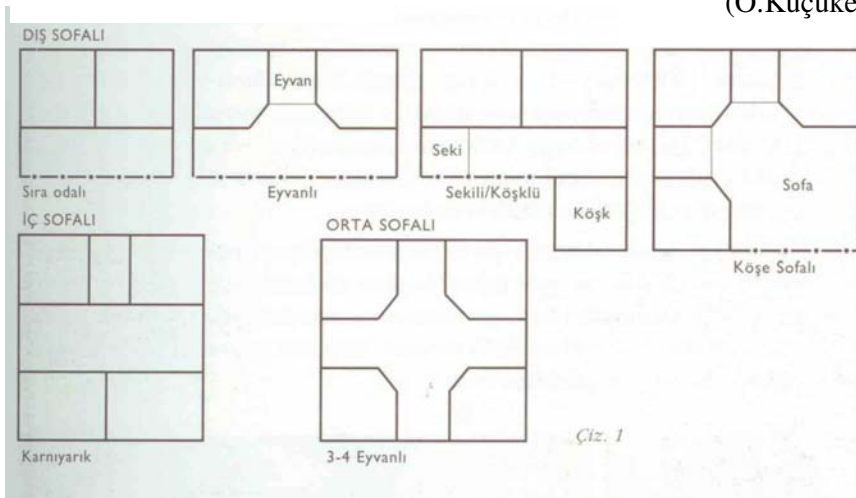 (Ö.Küçüke
DIŞ SOFALI
Eyvan
Seki
Sofa
Köşk
Sıra odalı
Eyvanlı
Sekili/Köşklü
Köşe Sofalı
İÇ SOFALI
ORTA SOFALI
Karnıyarık
3-4 Eyvanlı
Çiz. 1